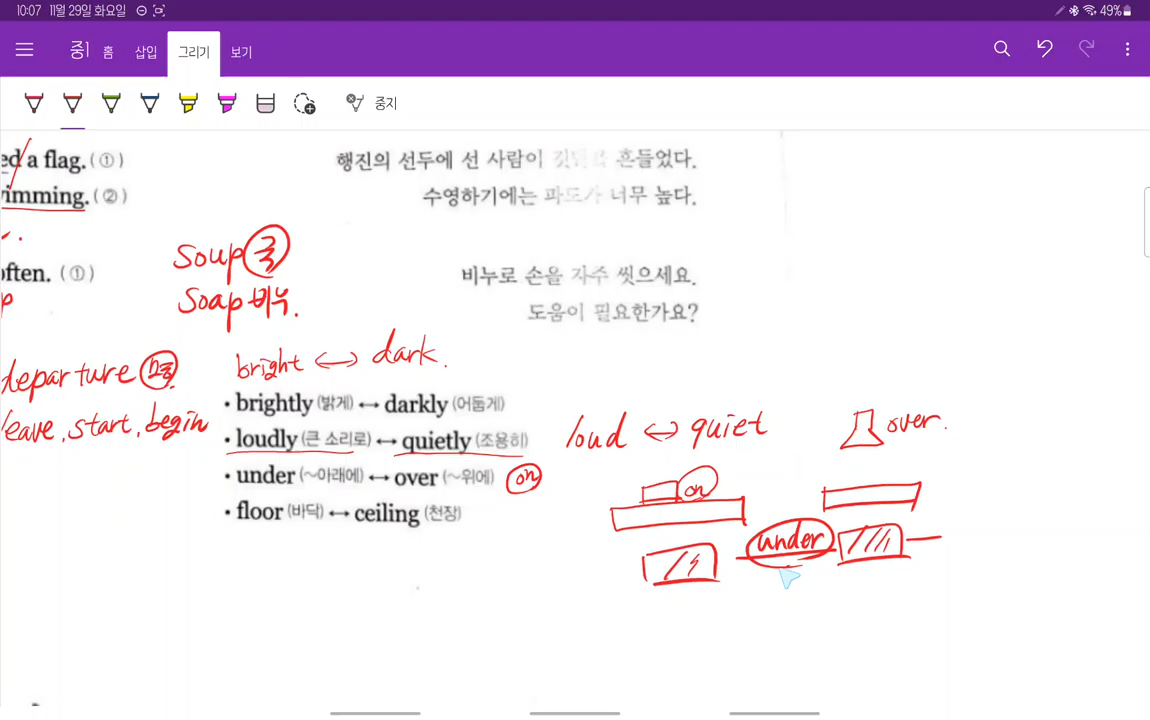 10:07 11월 29일 화요일 49%
중1 홈 삽입 그리기 보기
중지
ed a flag. (①) 행진의 선두에 선 사람이 깃발을 흔들었다.
imming. (②) 수영하기에는 파도가 너무 높다.
soup 국
often. (①) 비누로 손을 자주 씻으세요.
soap 비누.
도움이 필요한가요?
departure
bright ↔ dark.
• brightly (밝게) ↔ darkly (어둡게)
leave, start, begin
• loudly (큰 소리로) ↔ quietly (조용히) loud ↔ quiet over.
• under (~아래에) ↔ over (~위에) on on
• floor (바닥) ↔ ceiling (천장)
under